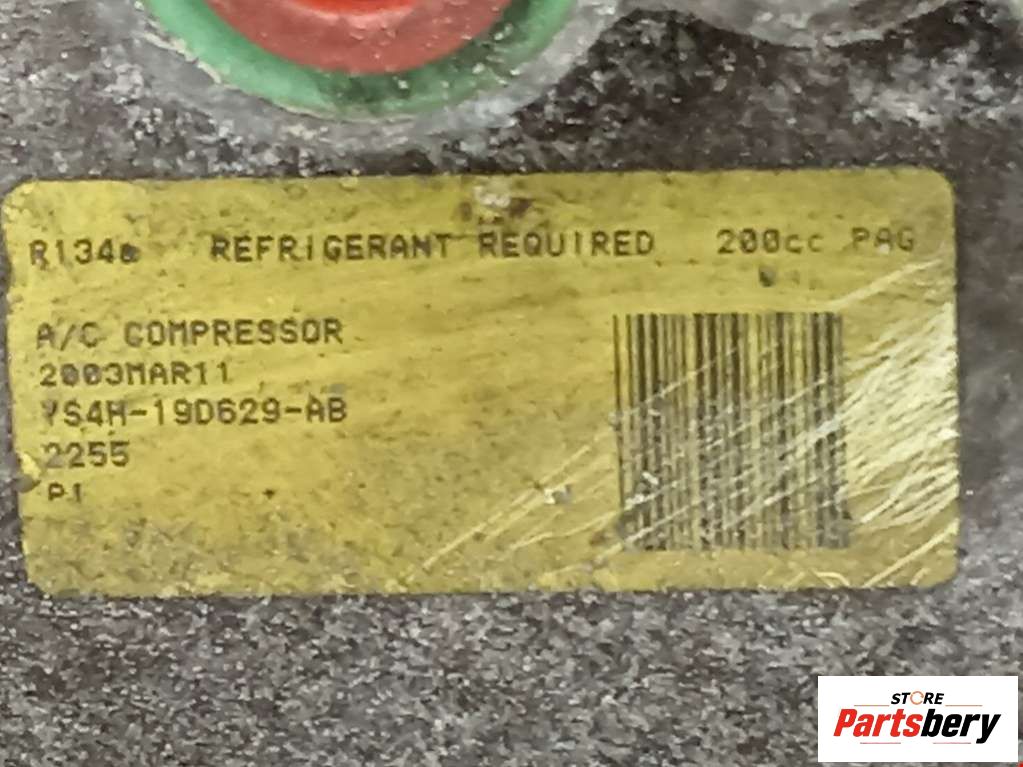 R134a REFRIGERANT REQUIRED 200cc PAG
A/C COMPRESSOR
2003MAR11
YS4H-19D629-AB
2255
P1
STORE
Partsbery